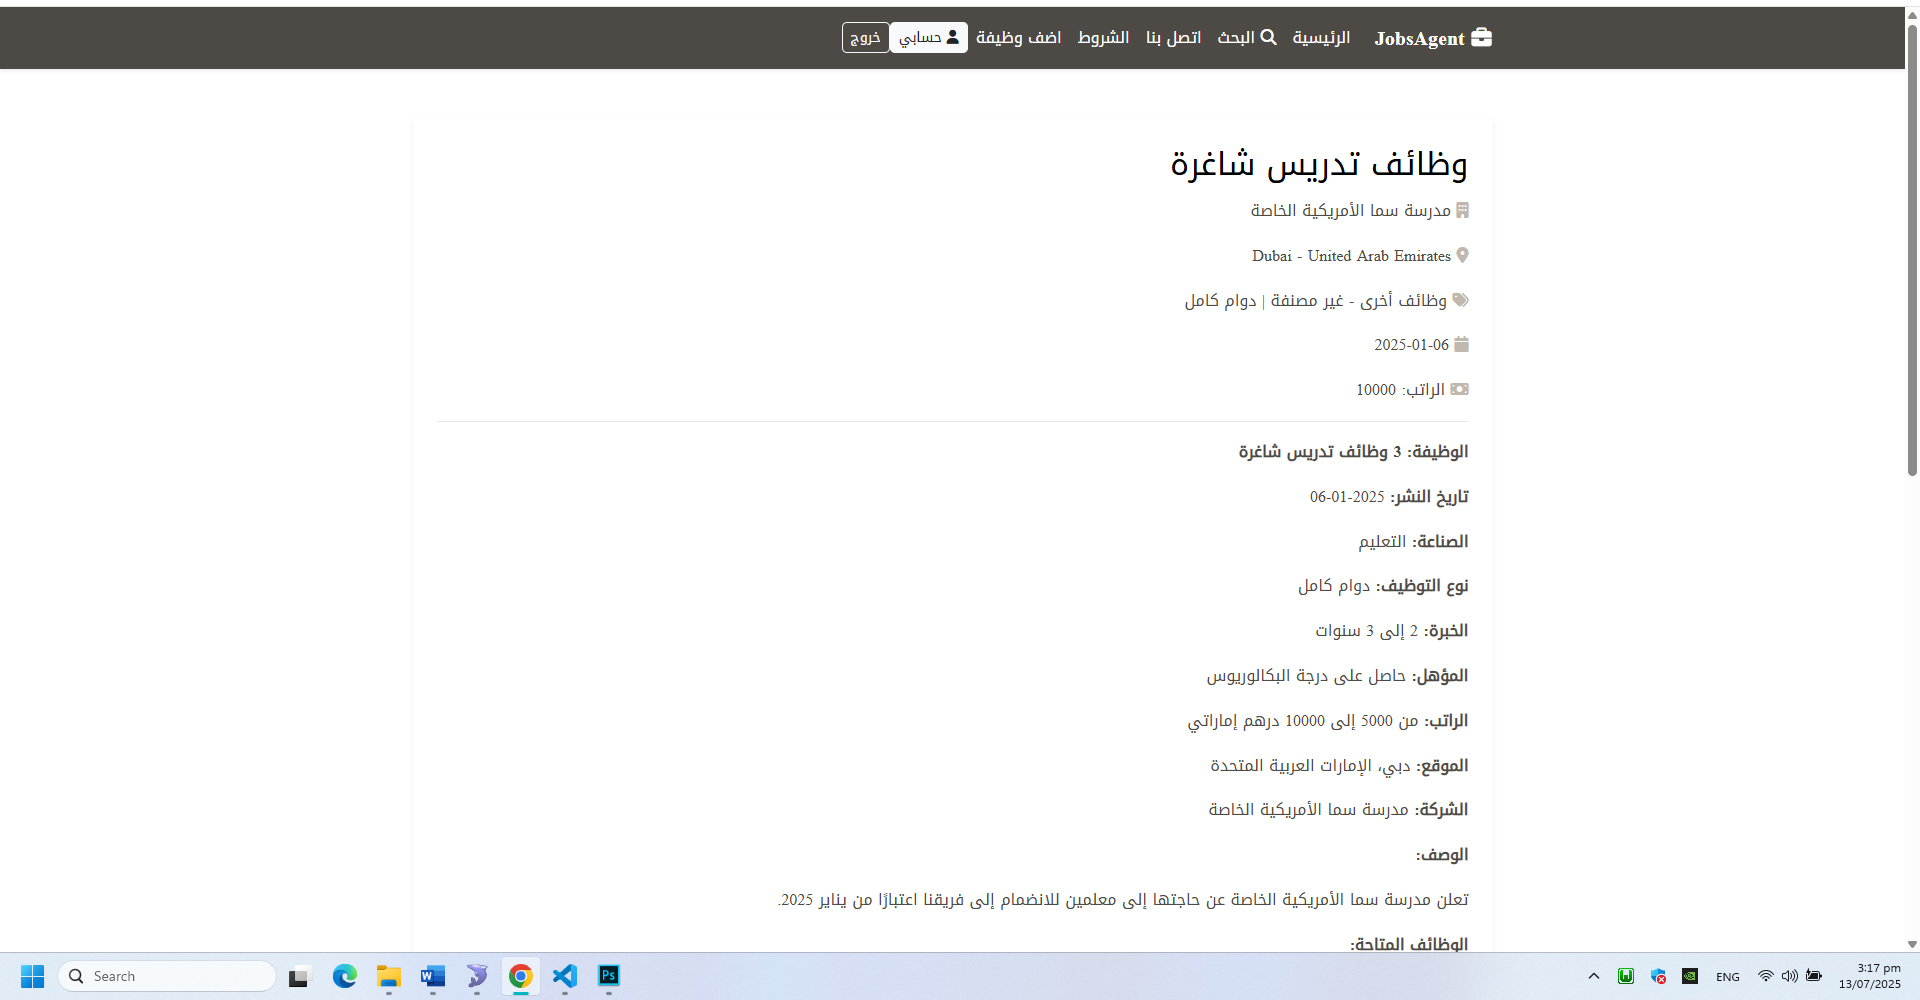 JobsAgent
الرئيسية
البحث
اتصل بنا
الشروط
اضف وظيفة
حسابي
خروج
وظائف تدريس شاغرة
مدرسة سما الأمريكية الخاصة
Dubai - United Arab Emirates
وظائف أخرى - غير مصنفة | دوام كامل
2025-01-06
الراتب: 10000
الوظيفة: 3 وظائف تدريس شاغرة
تاريخ النشر: 2025-01-06
الصناعة: التعليم
نوع التوظيف: دوام كامل
الخبرة: 2 إلى 3 سنوات
المؤهل: حاصل على درجة البكالوريوس
الراتب: من 5000 إلى 10000 درهم إماراتي
الموقع: دبي، الإمارات العربية المتحدة
الشركة: مدرسة سما الأمريكية الخاصة
الوصف:
تعلن مدرسة سما الأمريكية الخاصة عن حاجتها إلى معلمين للانضمام إلى فريقنا اعتبارًا من يناير 2025.
الوظائف المتاحة:
Search
ENG
3:17 pm
13/07/2025